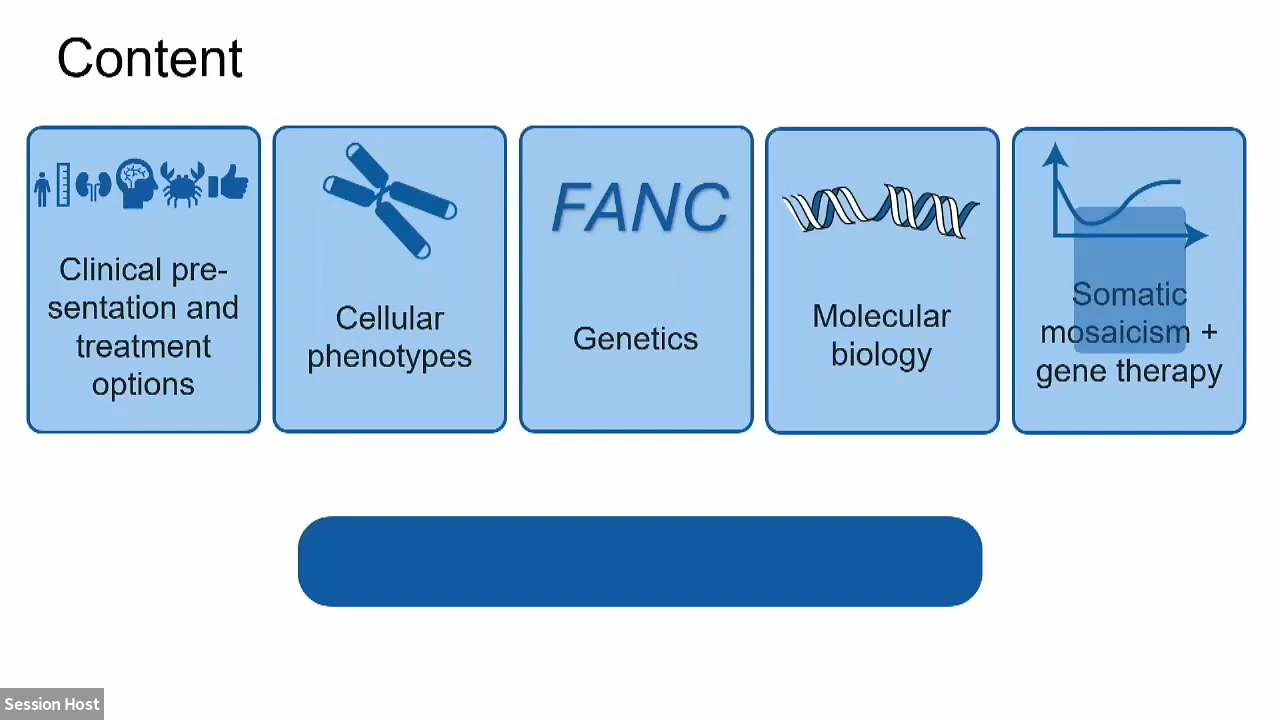 Content
Clinical pre-
sentation and
treatment
options
Cellular
phenotypes
FANC
Genetics
Molecular
biology
Somatic
mosaicism +
gene therapy
Session Host